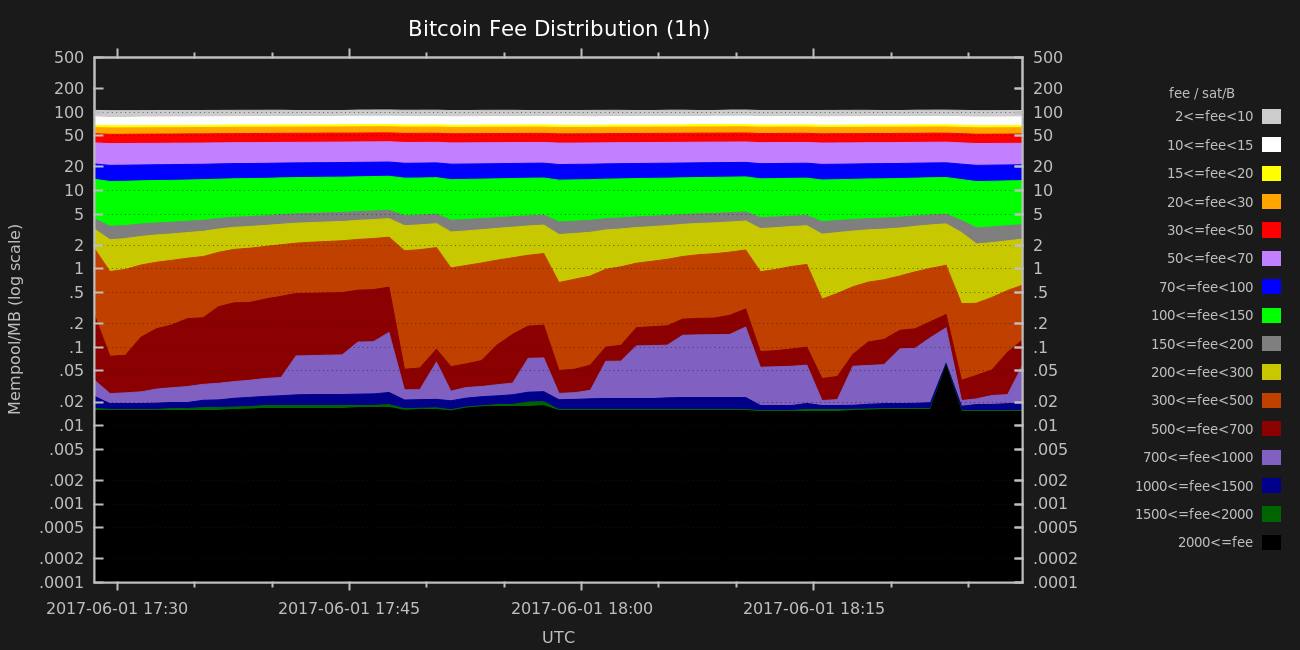 Bitcoin Fee Distribution (1h)
500
200
100
50
20
10
5
2
1
.5
.2
.1
.05
.02
.01
.005
.002
.001
.0005
.0002
.0001
Mempool/MB (log scale)
500
200
100
50
20
10
5
2
1
.5
.2
.1
.05
.02
.01
.005
.002
.001
.0005
.0002
.0001
2017-06-01 17:30
2017-06-01 17:45
2017-06-01 18:00
2017-06-01 18:15
UTC
fee / sat/B
2<=fee<10
10<=fee<15
15<=fee<20
20<=fee<30
30<=fee<50
50<=fee<70
70<=fee<100
100<=fee<150
150<=fee<200
200<=fee<300
300<=fee<500
500<=fee<700
700<=fee<1000
1000<=fee<1500
1500<=fee<2000
2000<=fee